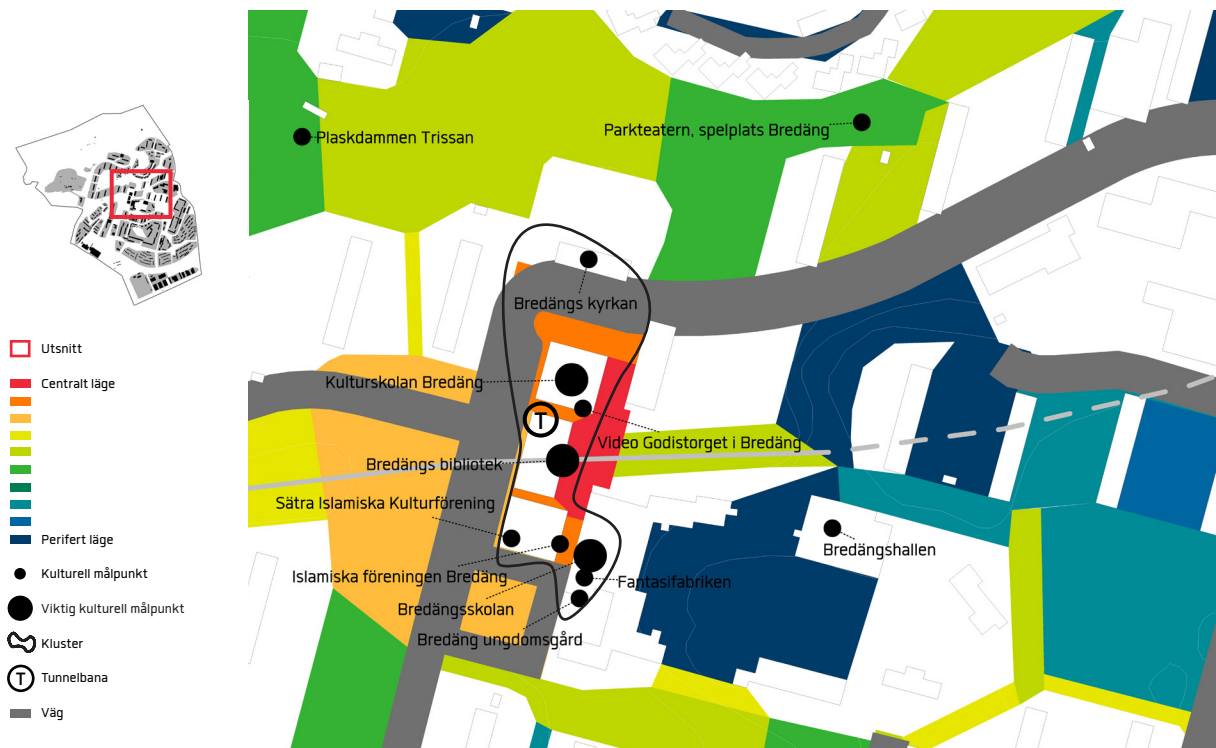 Utsnitt
Centralt läge
Perifert läge
Kulturell målpunkt
Viktig kulturell målpunkt
Kluster
T Tunnelbana
Väg
Plaskdammen Trissan
Parkteatern, spelplats Bredäng
Bredängs kyrkan
Kulturskolan Bredäng
T
Video Godistorget i Bredäng
Bredängs bibliotek
Sätra Islamiska Kulturförening
Bredängshallen
Islamiska föreningen Bredäng
Fantasifabriken
Bredängsskolan
Bredäng ungdomsgård